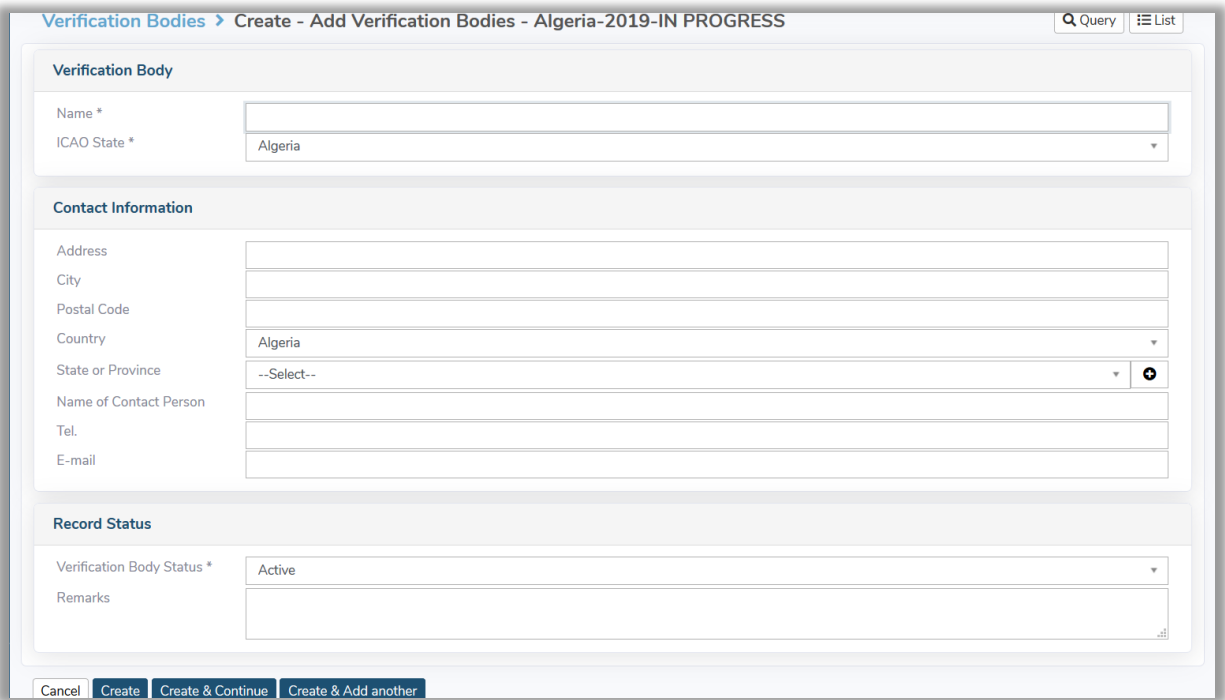 Verification Bodies > Create - Add Verification Bodies - Algeria-2019-IN PROGRESS
Query
List
Verification Body
Name *
ICAO State *
Algeria
Contact Information
Address
City
Postal Code
Country
Algeria
State or Province
--Select--
Name of Contact Person
Tel.
E-mail
Record Status
Verification Body Status *
Active
Remarks
Cancel
Create
Create & Continue
Create & Add another